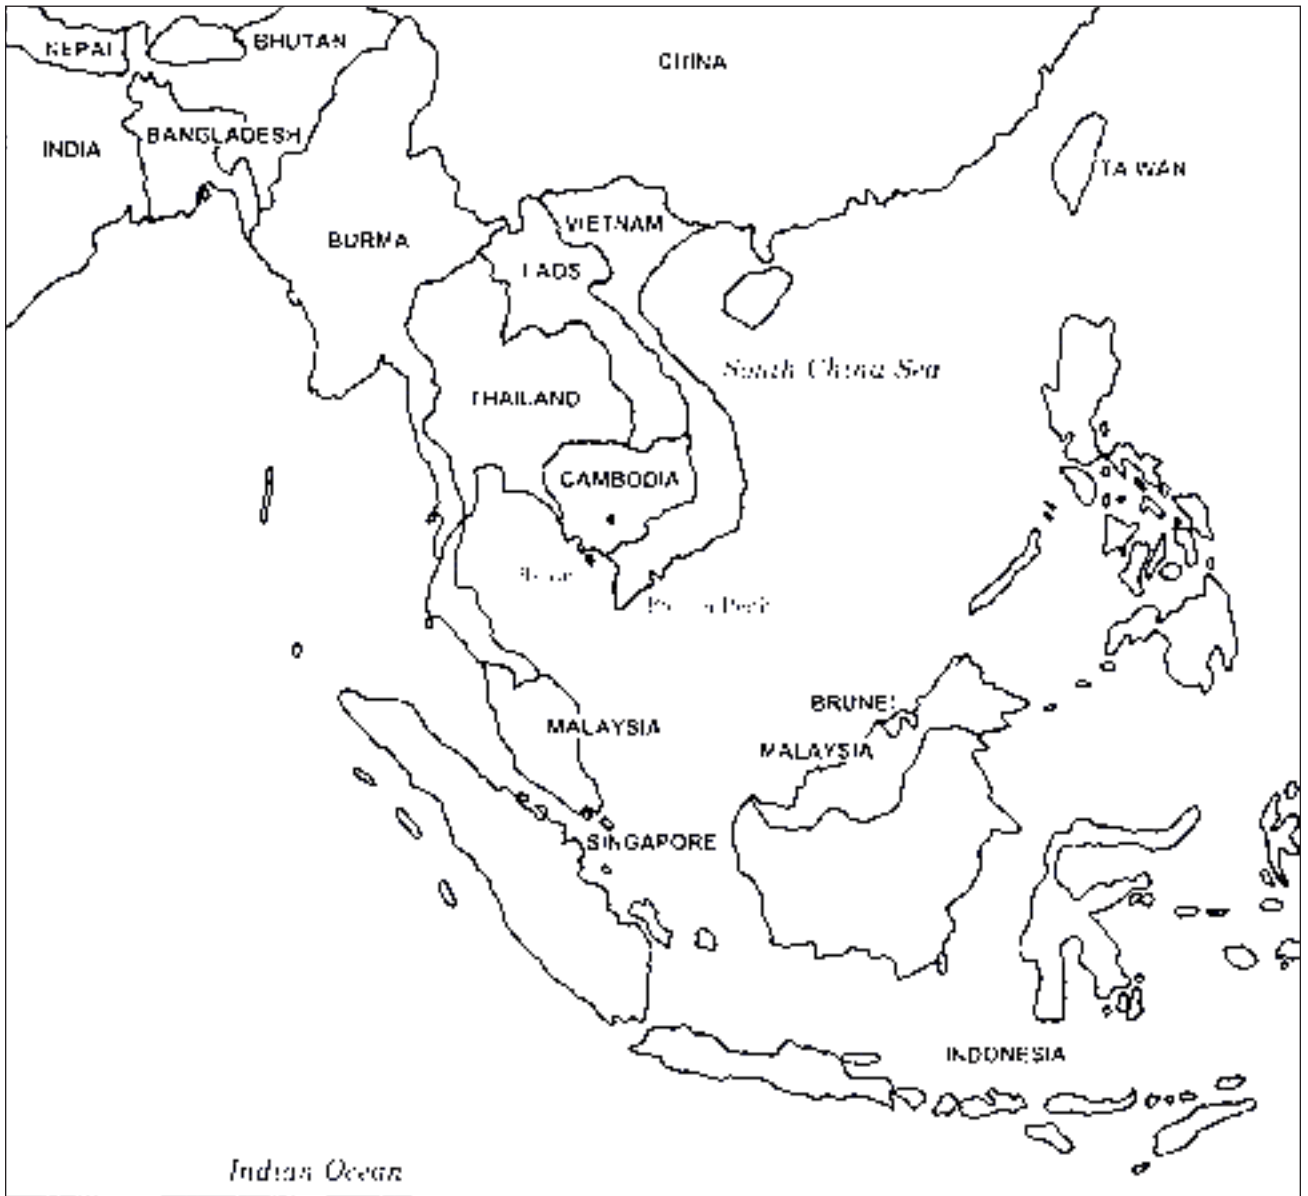 NEPAL
BHUTAN
CHINA
BANGLADESH
INDIA
TAIWAN
VIETNAM
BURMA
LAOS
South China Sea
THAILAND
CAMBODIA
BRUNEI
MALAYSIA
MALAYSIA
SINGAPORE
INDONESIA
Indian Ocean